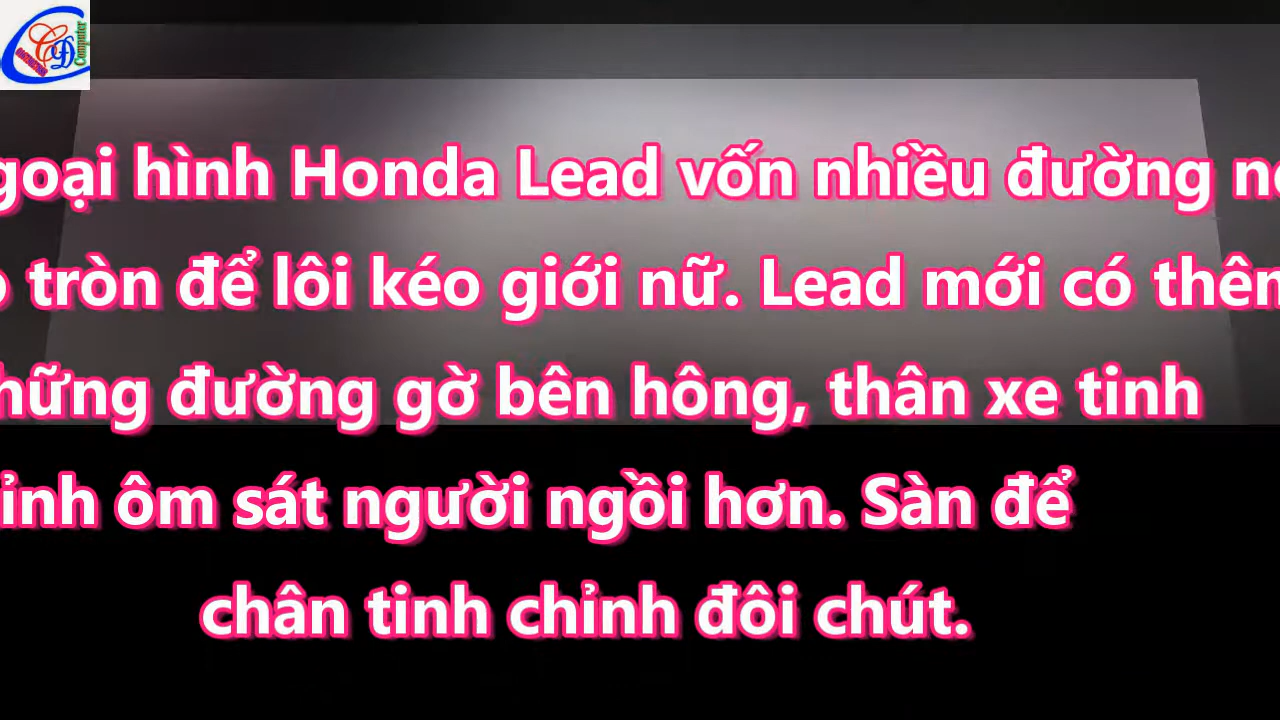 Computer
goại hình Honda Lead vốn nhiều đường n
tròn để lôi kéo giới nữ. Lead mới có thêm
hững đường gờ bên hông, thân xe tinh
ỉnh ôm sát người ngồi hơn. Sàn để
chân tinh chỉnh đôi chút.